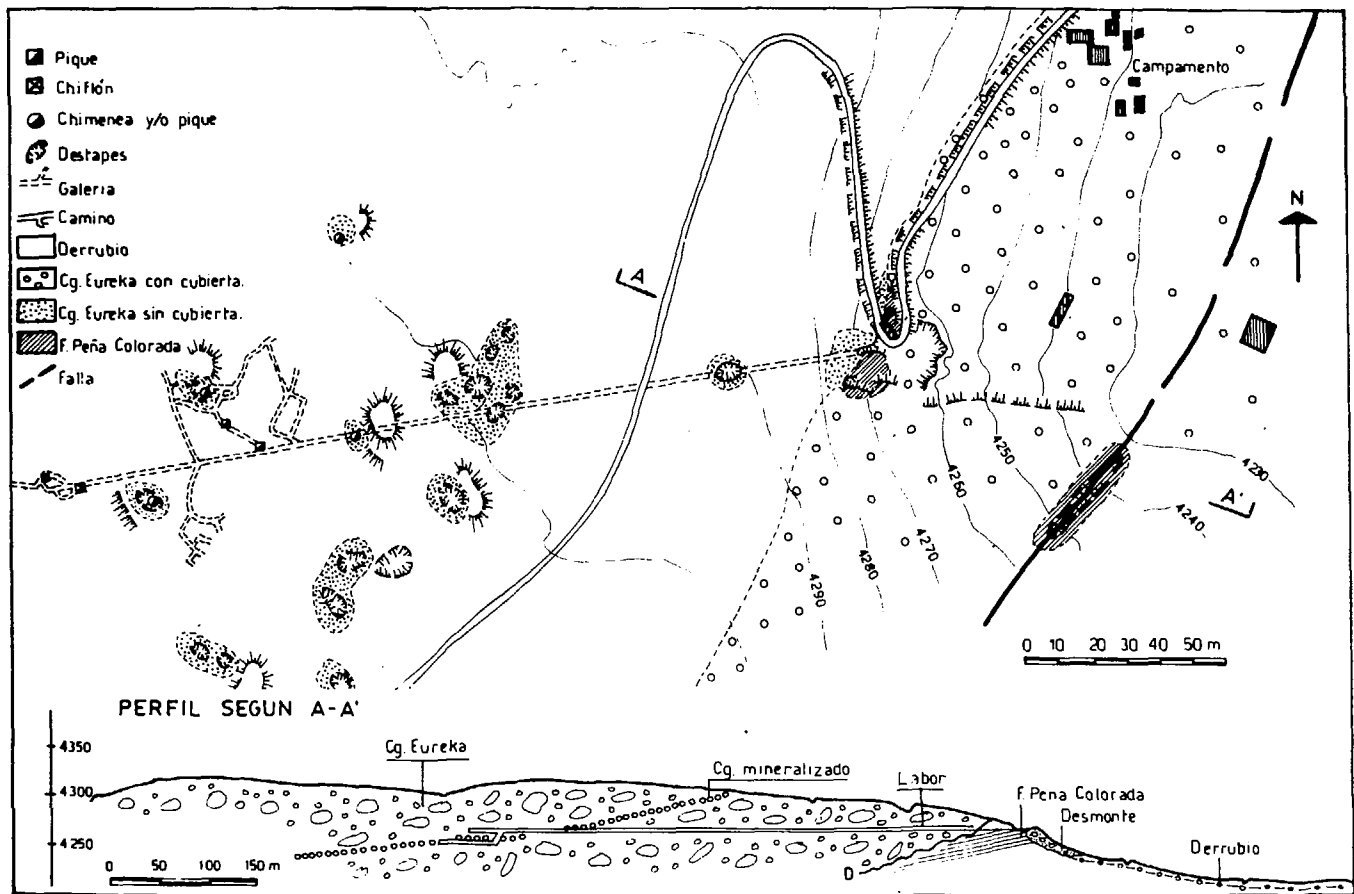 Pique
Chiflón
Chimenea y/o pique
Destapes
Galería
Camino
Derrubio
Cg. Eureka con cubierta.
Cg. Eureka sin cubierta.
F. Peña Colorada
Falla
Campamento
N
A
A'
4290
4280
4270
4260
4250
4240
4230
0 10 20 30 40 50 m
PERFIL SEGUN A-A'
4350
4300
4250
Cg. Eureka
Cg. mineralizado
Labor
F. Pena Colorada
Desmonte
Derrubio
D
0 50 100 150 m